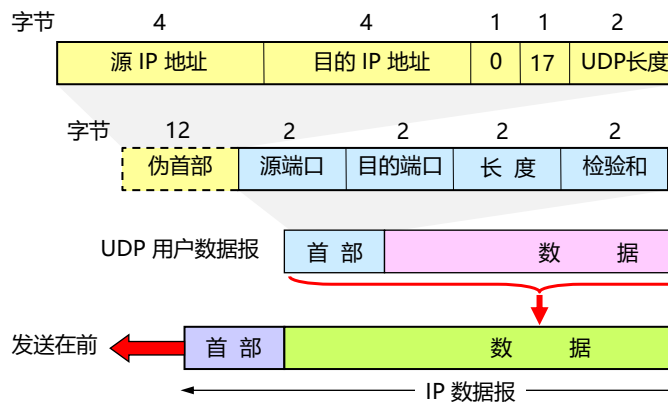 字节 4 4 1 1 2
源 IP 地址 目的 IP 地址 0 17 UDP长度
字节 12 2 2 2 2
伪首部 源端口 目的端口 长 度 检验和
UDP 用户数据报 首 部 数 据
发送在前 首 部 数 据
IP 数据报